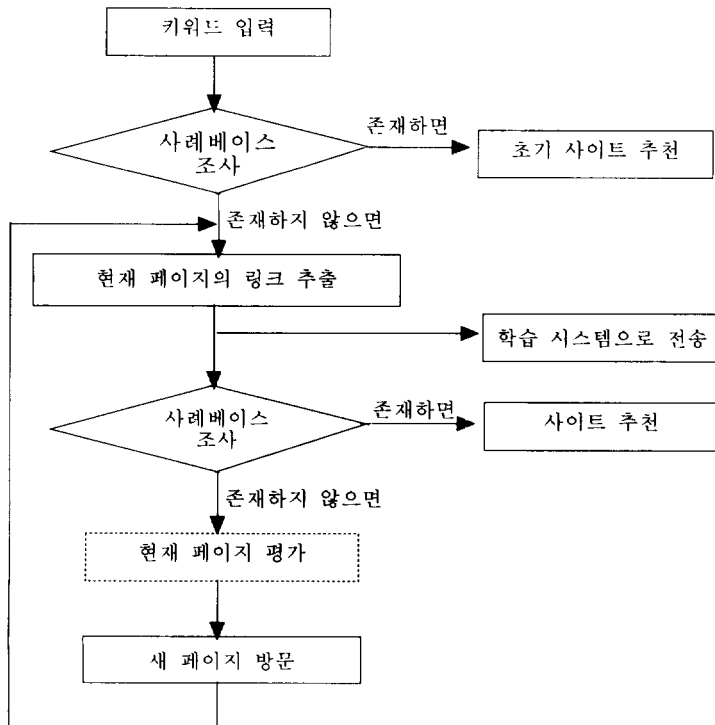 키워드 입력
사례베이스
조사
존재하면
초기 사이트 추천
존재하지 않으면
현재 페이지의 링크 추출
학습 시스템으로 전송
사례베이스
조사
존재하면
사이트 추천
존재하지 않으면
현재 페이지 평가
새 페이지 방문